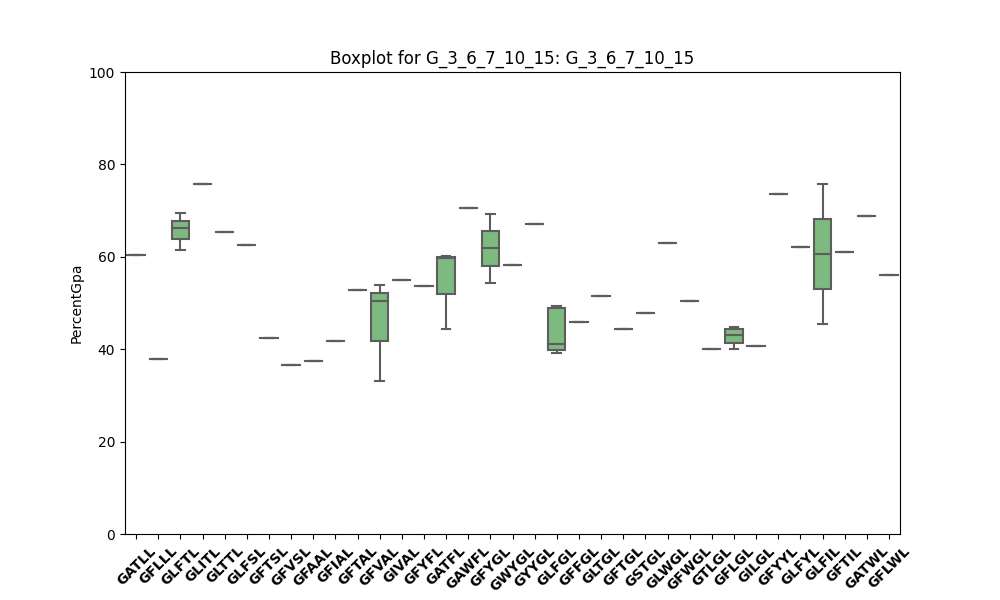 Boxplot for G_3_6_7_10_15: G_3_6_7_10_15
PercentGpa
100
80
60
40
20
0
GATLL
GFLLL
GLFTL
GLITL
GLTTL
GLFSL
GFTSL
GFVSL
GFAAL
GFIAL
GFTAL
GFVAL
GIVAL
GFYFL
GATFL
GAWFL
GFYGL
GWYGL
GYYGL
GLFGL
GFFGL
GLTGL
GFTGL
GSTGL
GLWGL
GFWGL
GTLGL
GFLGL
GILGL
GFYYL
GLFYL
GLFIL
GFTIL
GATWL
GFLWL